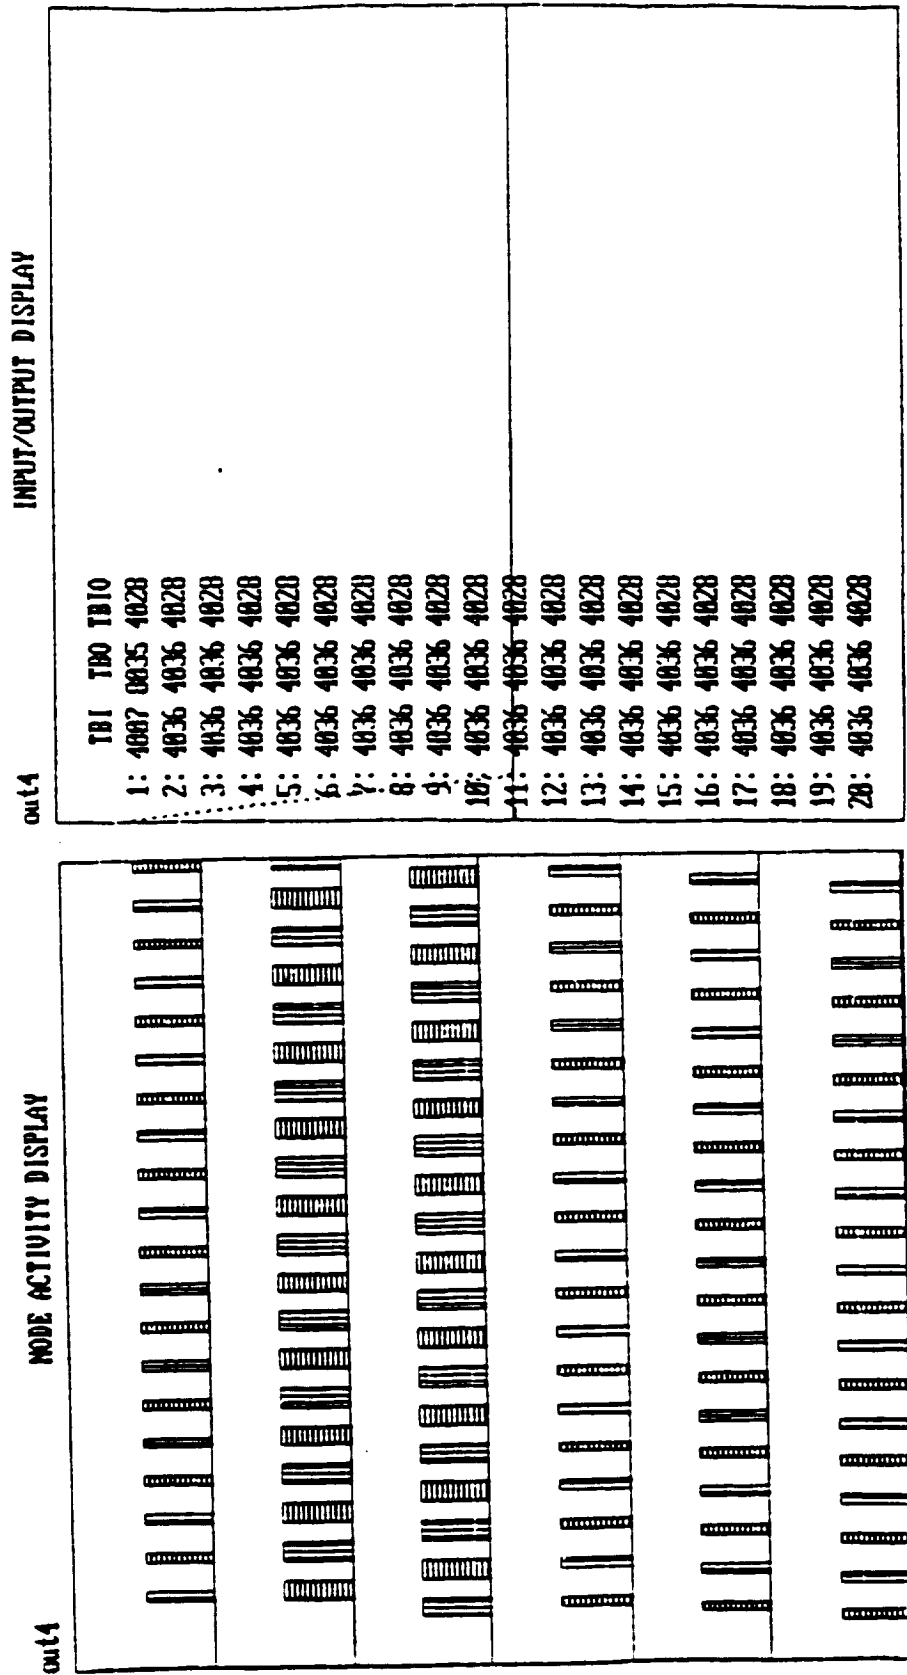 out4
NODE ACTIVITY DISPLAY
out4
INPUT/OUTPUT DISPLAY
TBI TBO TBIO
1: 4007 0035 4028
2: 4036 4036 4028
3: 4036 4036 4028
4: 4036 4036 4028
5: 4036 4036 4028
6: 4036 4036 4028
7: 4036 4036 4028
8: 4036 4036 4028
9: 4036 4036 4028
10: 4036 4036 4028
11: 4036 4036 4028
12: 4036 4036 4028
13: 4036 4036 4028
14: 4036 4036 4028
15: 4036 4036 4028
16: 4036 4036 4028
17: 4036 4036 4028
18: 4036 4036 4028
19: 4036 4036 4028
20: 4036 4036 4028